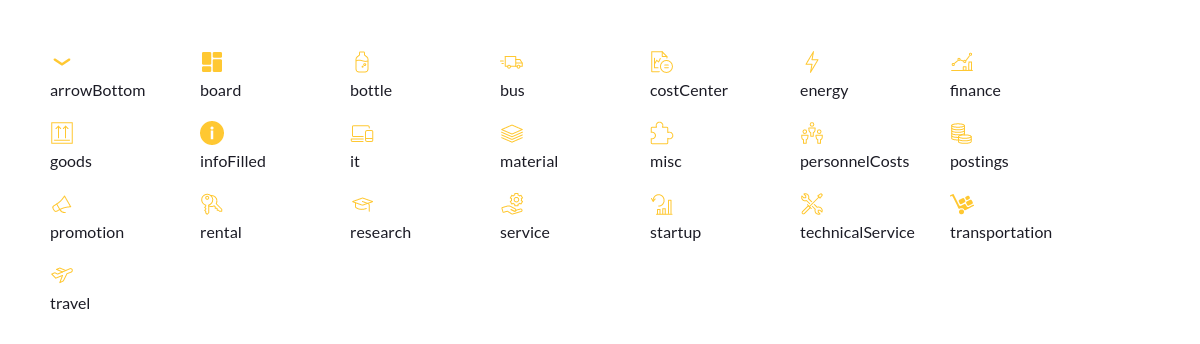 arrowBottom board bottle bus costCenter energy finance
goods infoFilled it material misc personnelCosts postings
promotion rental research service startup technicalService transportation
travel